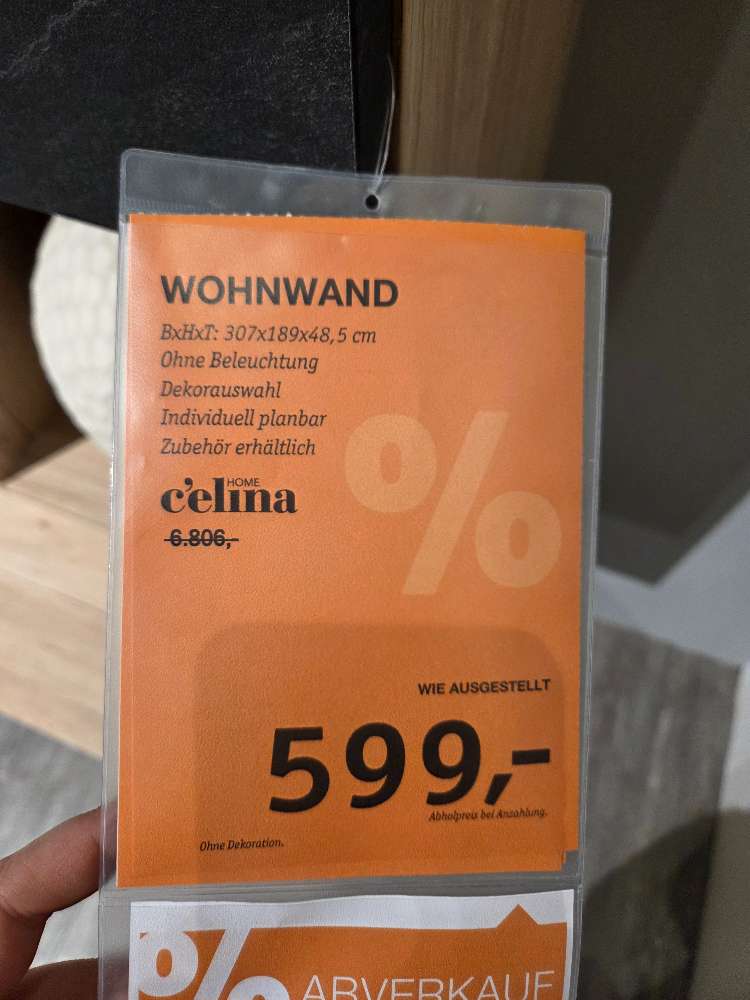 WOHNWAND
BxHxT: 307x189x48,5 cm
Ohne Beleuchtung
Dekorauswahl
Individuell planbar
Zubehör erhältlich
HOME
c'elina
6.806,-
%
WIE AUSGESTELLT
599,-
Abholpreis bei Anzahlung.
Ohne Dekoration.
% ABVERKAUF